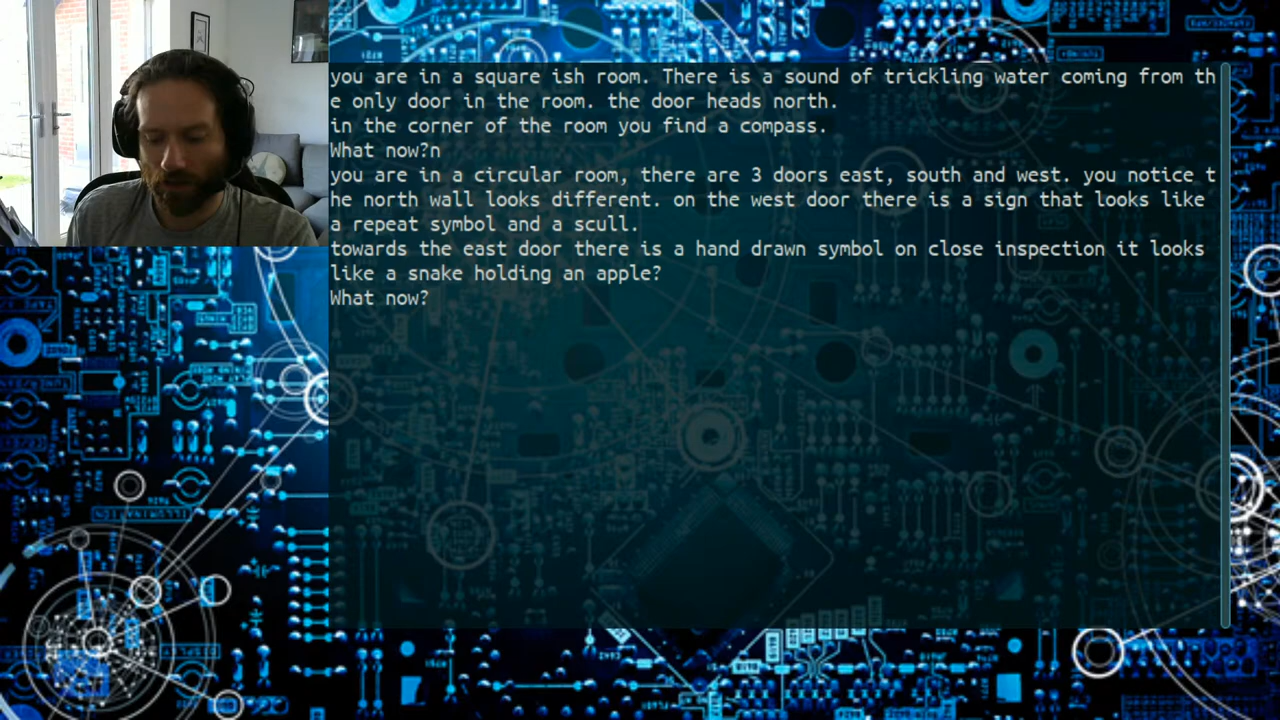 you are in a square ish room. There is a sound of trickling water coming from th
e only door in the room. the door heads north.
in the corner of the room you find a compass.
What now?n
you are in a circular room, there are 3 doors east, south and west. you notice t
he north wall looks different. on the west door there is a sign that looks like
a repeat symbol and a scull.
towards the east door there is a hand drawn symbol on close inspection it looks
like a snake holding an apple?
What now?